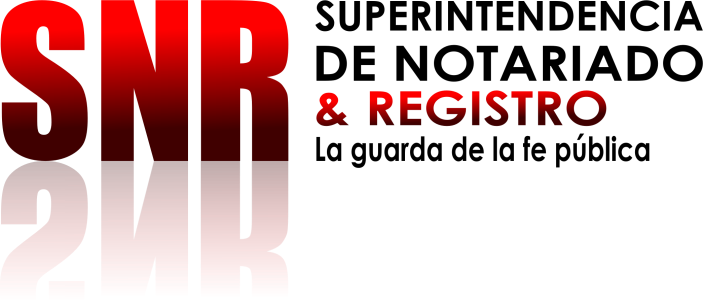 SNR
SUPERINTENDENCIA
DE NOTARIADO
& REGISTRO
La guarda de la fe pública